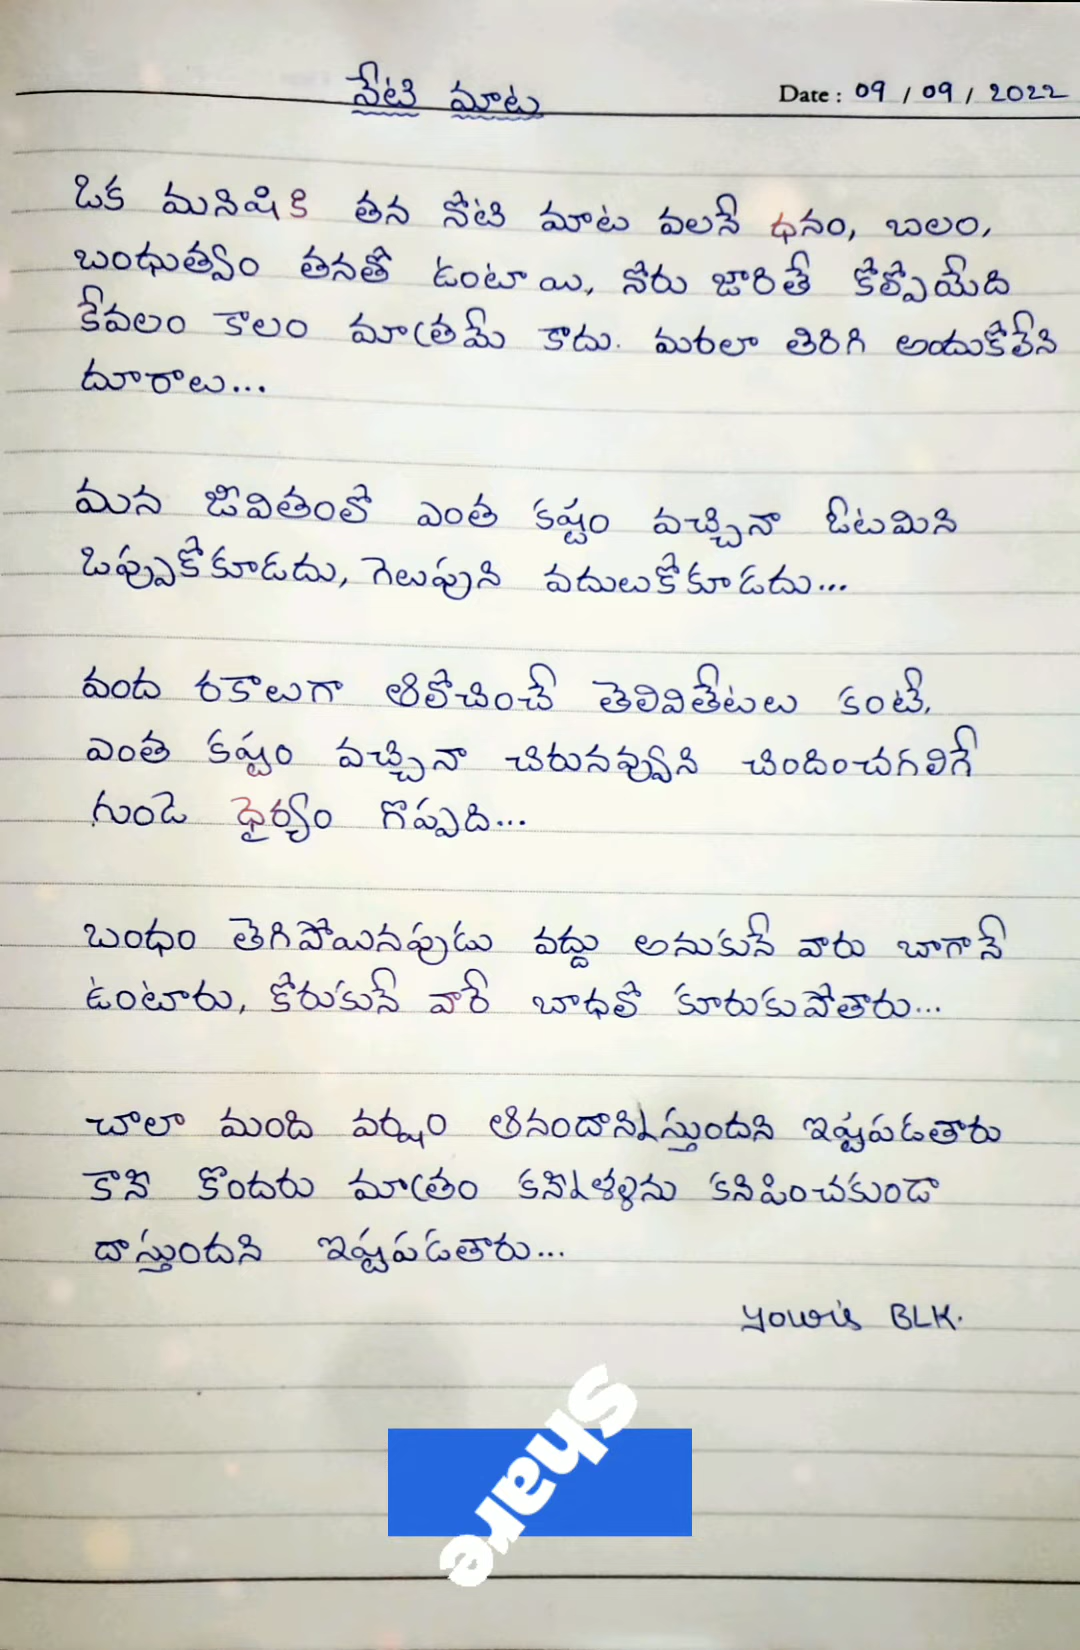 నేటి మాట
Date : 09 / 09 / 2022
ఒక మనిషికి తన నోటి మాట వలనే ధనం, బలం,
బంధుత్వం తనతో ఉంటాయి, నోరు జారితే కోల్పోయేది
కేవలం కాలం మాత్రమే కాదు. మరలా తిరిగి అందుకోలేని
దూరాలు...
మన జీవితంలో ఎంత కష్టం వచ్చినా ఓటమిని
ఒప్పుకోకూడదు, గెలుపుని వదులుకోకూడదు...
వంద రకాలుగా ఆలోచించే తెలివితేటలు కంటే,
ఎంత కష్టం వచ్చినా చిరునవ్వుని చిందించగలిగే
గుండె ధైర్యం గొప్పది...
బంధం తెగిపోయినపుడు వద్దు అనుకునే వారు బాగానే
ఉంటారు, కోరుకునే వారే బాధలో కూరుకుపోతారు...
చాలా మంది వర్షం ఆనందాన్నిస్తుందని ఇష్టపడతారు
కానీ కొందరు మాత్రం కన్నీళ్ళను కనిపించకుండా
దాస్తుందని ఇష్టపడతారు...
yours BLK.
share